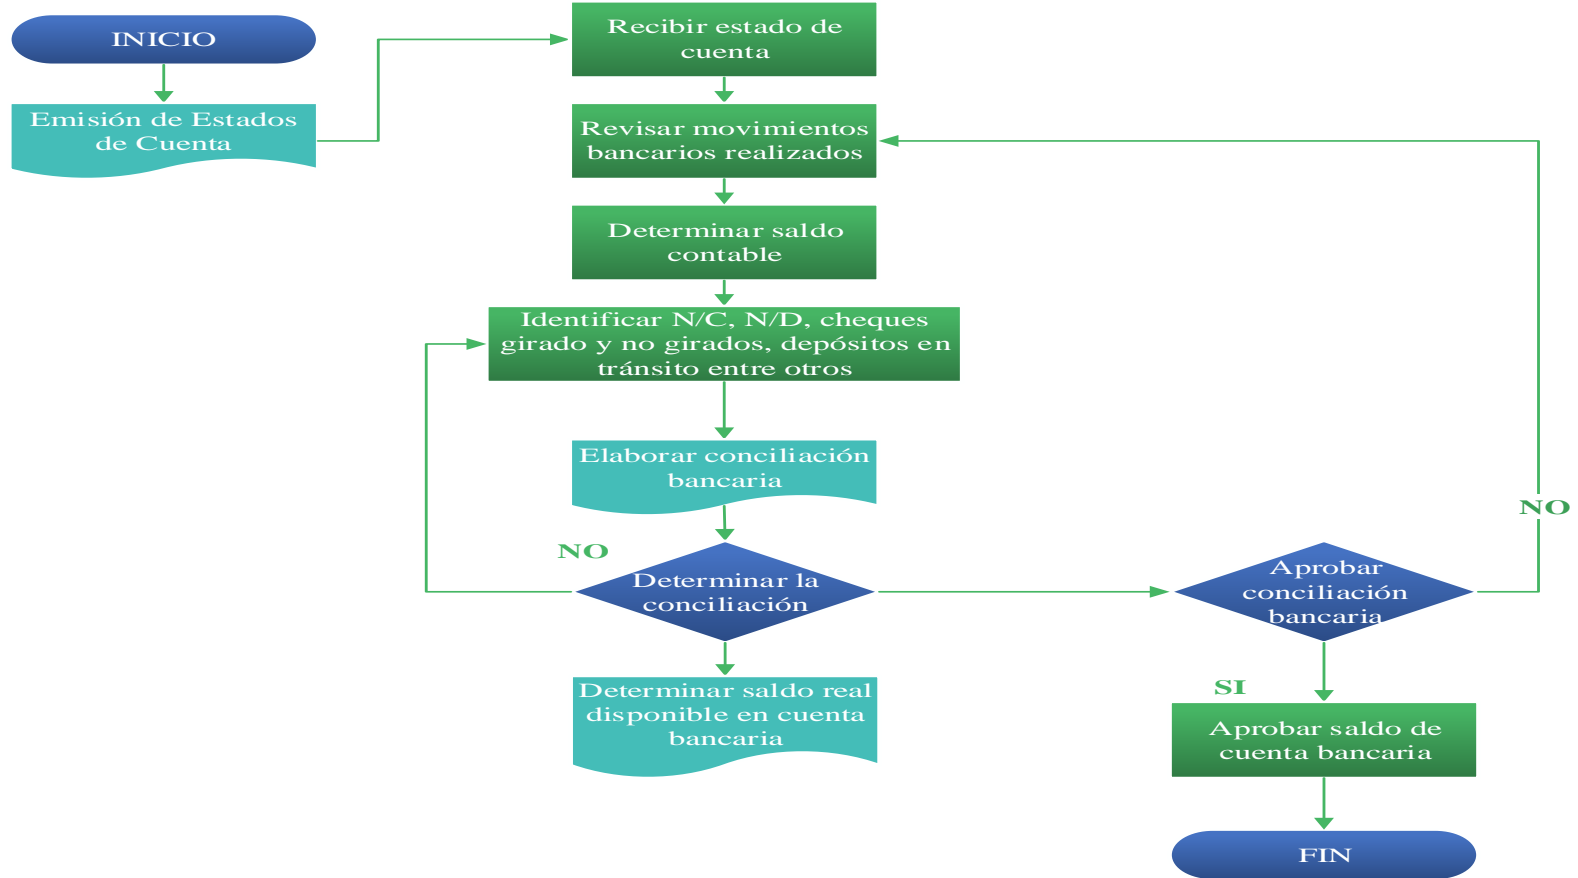 INICIO
Emisión de Estados
de Cuenta
Recibir estado de
cuenta
Revisar movimientos
bancarios realizados
Determinar saldo
contable
Identificar N/C, N/D, cheques
girado y no girados, depósitos en
tránsito entre otros
Elaborar conciliación
bancaria
NO
Determinar la
conciliación
Determinar saldo real
disponible en cuenta
bancaria
Aprobar
conciliación
bancaria
NO
SI
Aprobar saldo de
cuenta bancaria
FIN